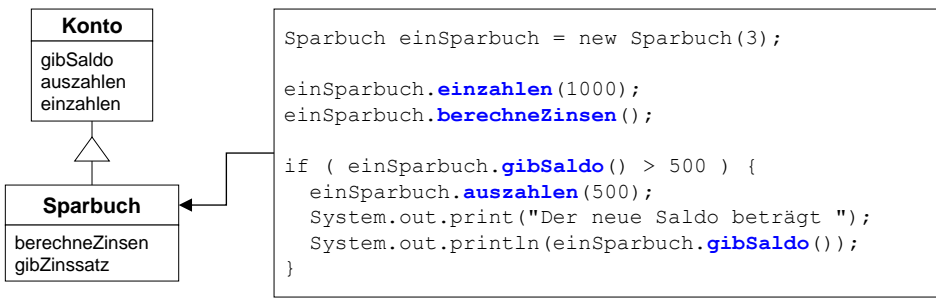 Konto
gibSaldo
auszahlen
einzahlen
Sparbuch
berechneZinsen
gibZinssatz
Sparbuch einSparbuch = new Sparbuch(3);
einSparbuch.einzahlen(1000);
einSparbuch.berechneZinsen();
if ( einSparbuch.gibSaldo() > 500 ) {
einSparbuch.auszahlen(500);
System.out.print("Der neue Saldo beträgt ");
System.out.println(einSparbuch.gibSaldo());
}